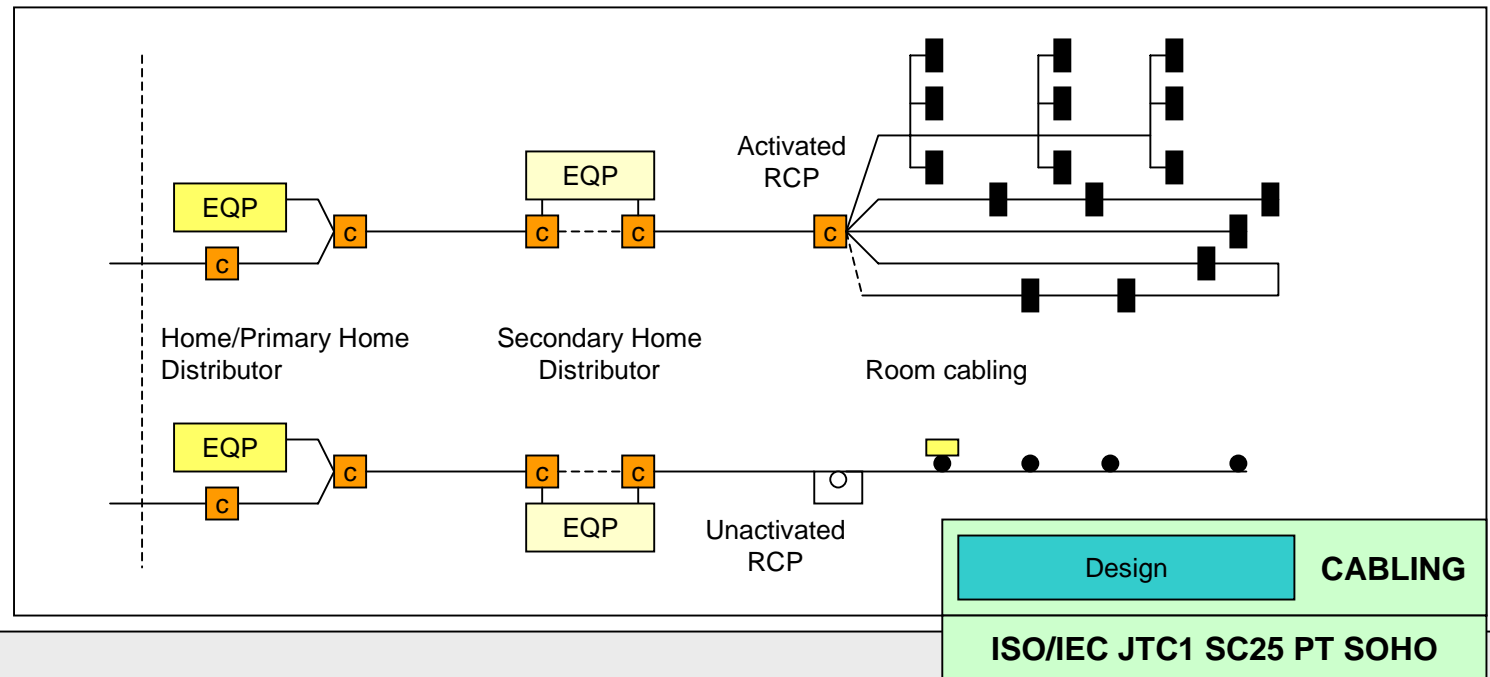 Activated
RCP
EQP
EQP
c
c
c
c
c
Home/Primary Home
Distributor
Secondary Home
Distributor
Room cabling
EQP
c
c
c
c
EQP
Unactivated
RCP
Design
CABLING
ISO/IEC JTC1 SC25 PT SOHO